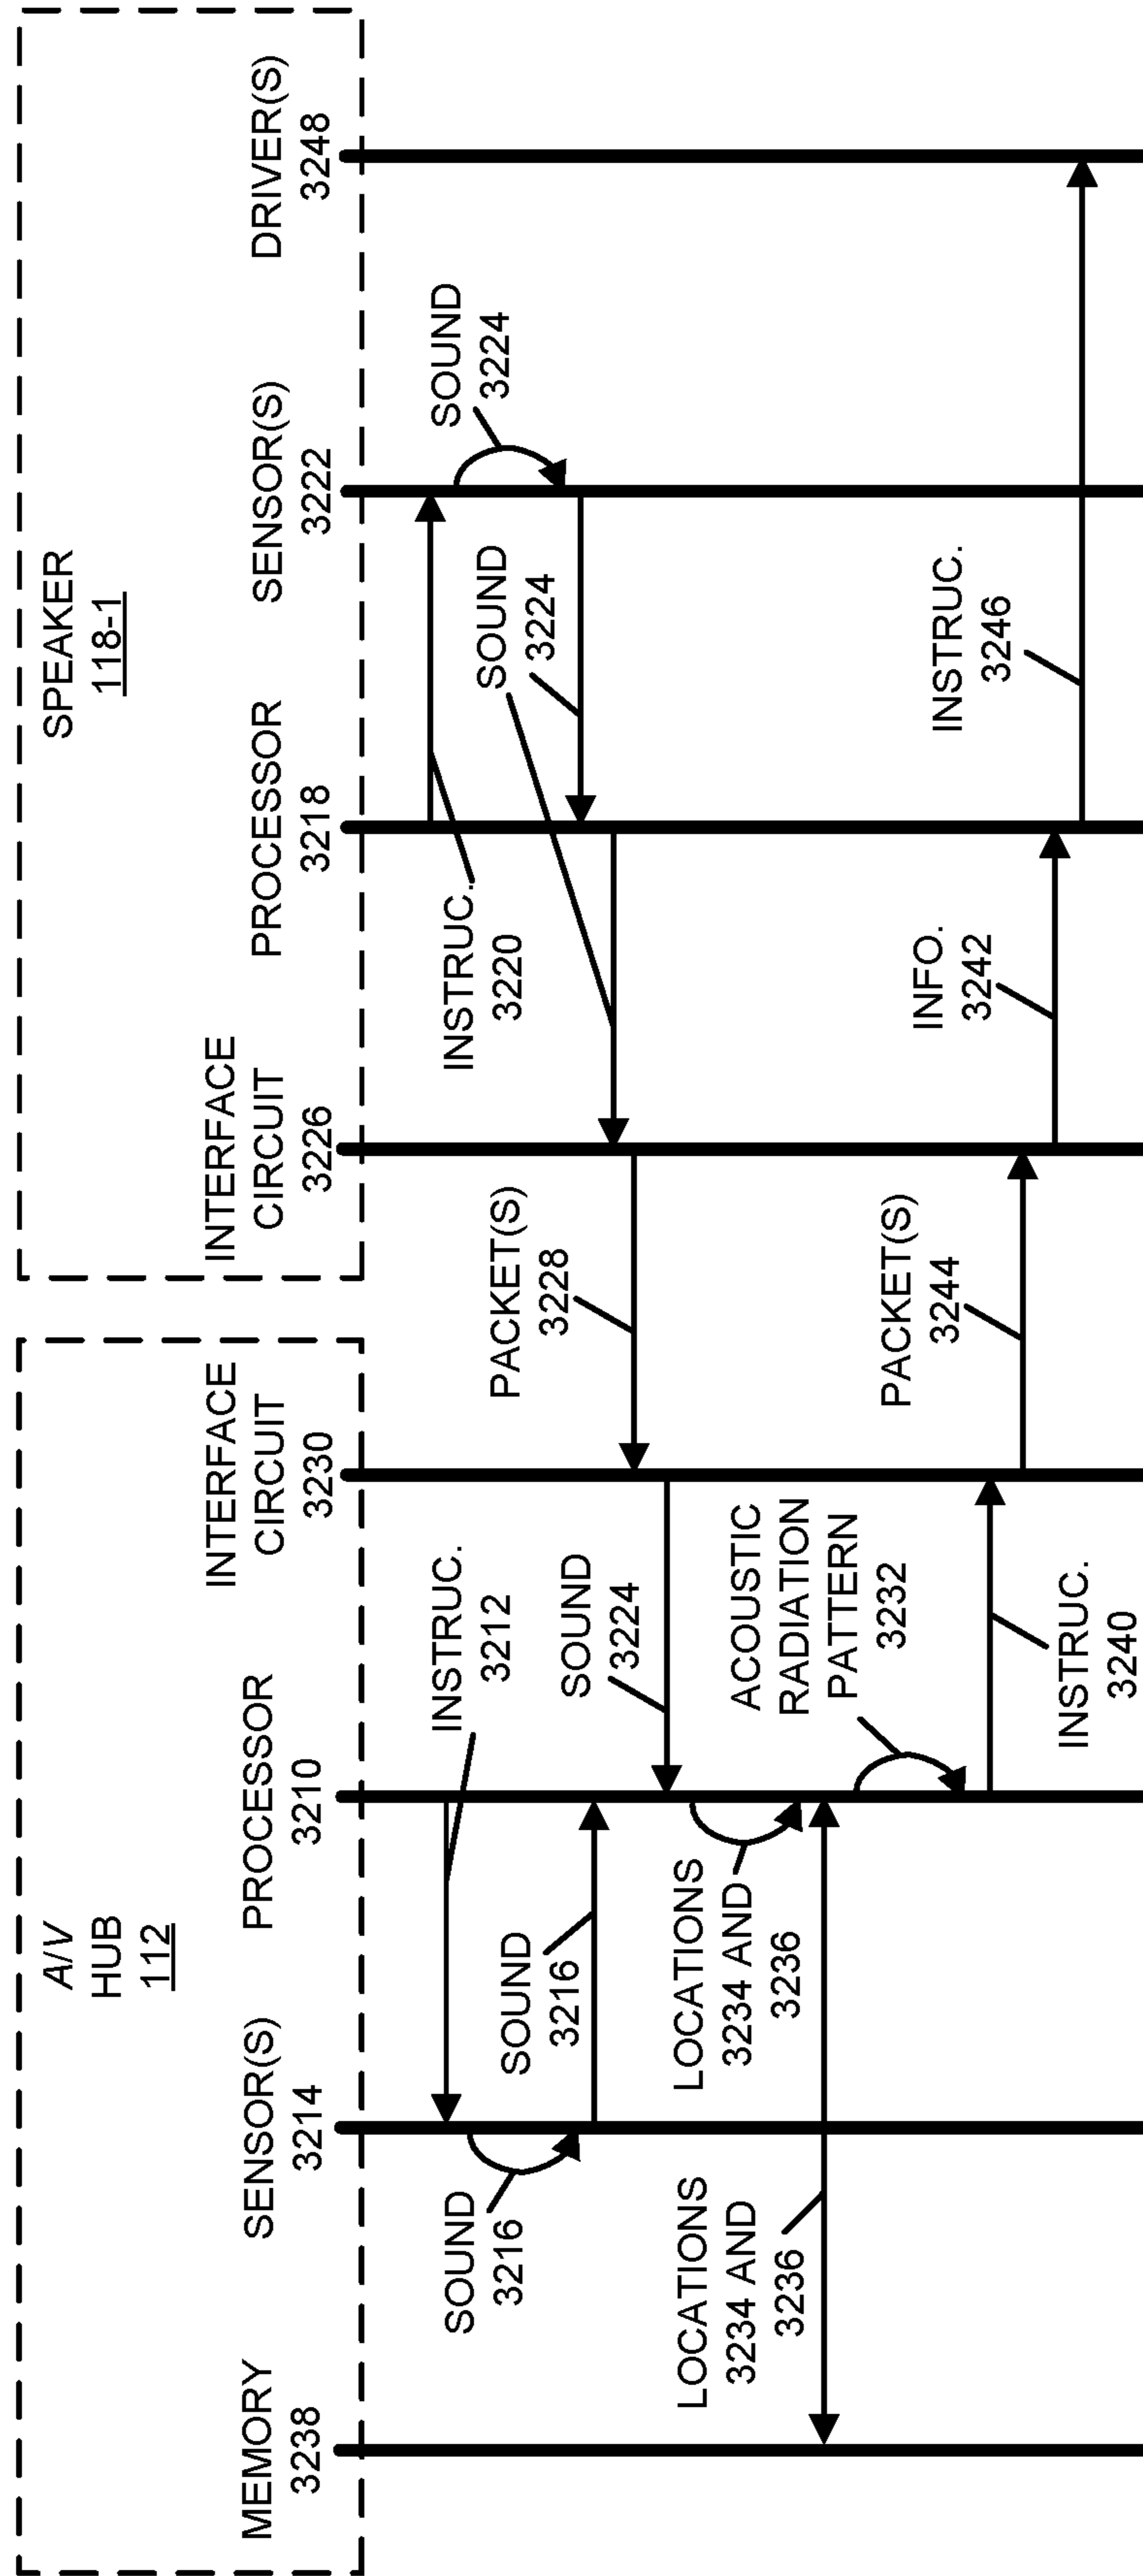 A/V
HUB
112
SPEAKER
118-1
MEMORY
3238
SENSOR(S)
3214
PROCESSOR
3210
INTERFACE
CIRCUIT
3230
INTERFACE
CIRCUIT
3226
PROCESSOR
3218
SENSOR(S)
3222
DRIVER(S)
3248
SOUND
3216
INSTRUC.
3212
SOUND
3216
INSTRUC.
3220
SOUND
3224
SOUND
3224
PACKET(S)
3228
SOUND
3224
LOCATIONS
3234 AND
3236
LOCATIONS
3234 AND
3236
ACOUSTIC
RADIATION
PATTERN
3232
INSTRUC.
3240
PACKET(S)
3244
INFO.
3242
INSTRUC.
3246